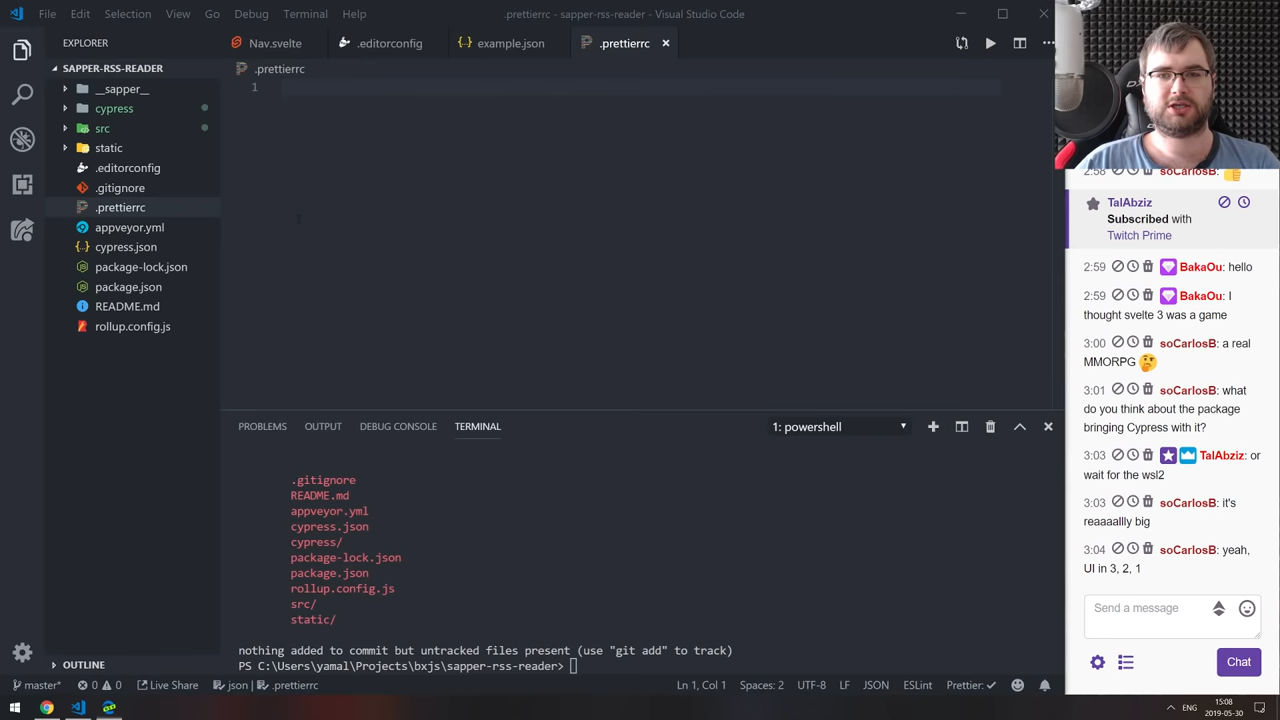 File Edit Selection View Go Debug Terminal Help
.prettierrc - sapper-rss-reader - Visual Studio Code
EXPLORER
Nav.svelte
.editorconfig
{..} example.json
.prettierrc
SAPPER-RSS-READER
__sapper__
cypress
src
static
.editorconfig
.gitignore
.prettierrc
appveyor.yml
{..} cypress.json
package-lock.json
package.json
README.md
rollup.config.js
OUTLINE
.prettierrc
1
PROBLEMS OUTPUT DEBUG CONSOLE TERMINAL
1: powershell
.gitignore
README.md
appveyor.yml
cypress.json
cypress/
package-lock.json
package.json
rollup.config.js
src/
static/
nothing added to commit but untracked files present (use "git add" to track)
PS C:\Users\yamal\Projects\bxjs\sapper-rss-reader>
master* 0 0 Live Share json | .prettierrc
Ln 1, Col 1 Spaces: 2 UTF-8 LF JSON ESLint Prettier: ✓
2:58 soCarlosB:
TalAbziz
Subscribed with
Twitch Prime
2:59 BakaOu: hello
2:59 BakaOu: I
thought svelte 3 was a game
3:00 soCarlosB: a real
MMORPG
3:01 soCarlosB: what
do you think about the package
bringing Cypress with it?
3:03 TalAbziz: or
wait for the wsl2
3:03 soCarlosB: it's
reaaaallly big
3:04 soCarlosB: yeah,
UI in 3, 2, 1
Send a message
Chat
ENG
15:08
2019-05-30